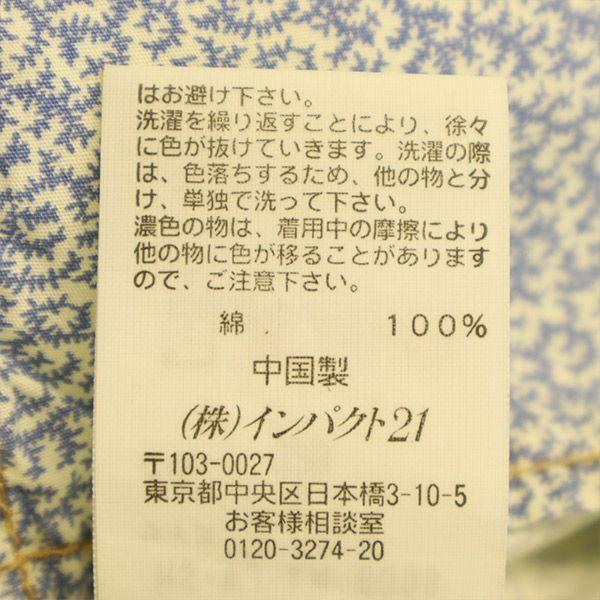 はお避け下さい。
洗濯を繰り返すことにより、徐々
に色が抜けていきます。洗濯の際
は、色落ちするため、他の物と分
け、単独で洗って下さい。
濃色の物は、着用中の摩擦により
他の物に色が移ることがあります
ので、ご注意下さい。
綿 100%
中国製
(株)インパクト21
〒103-0027
東京都中央区日本橋3-10-5
お客様相談室
0120-3274-20